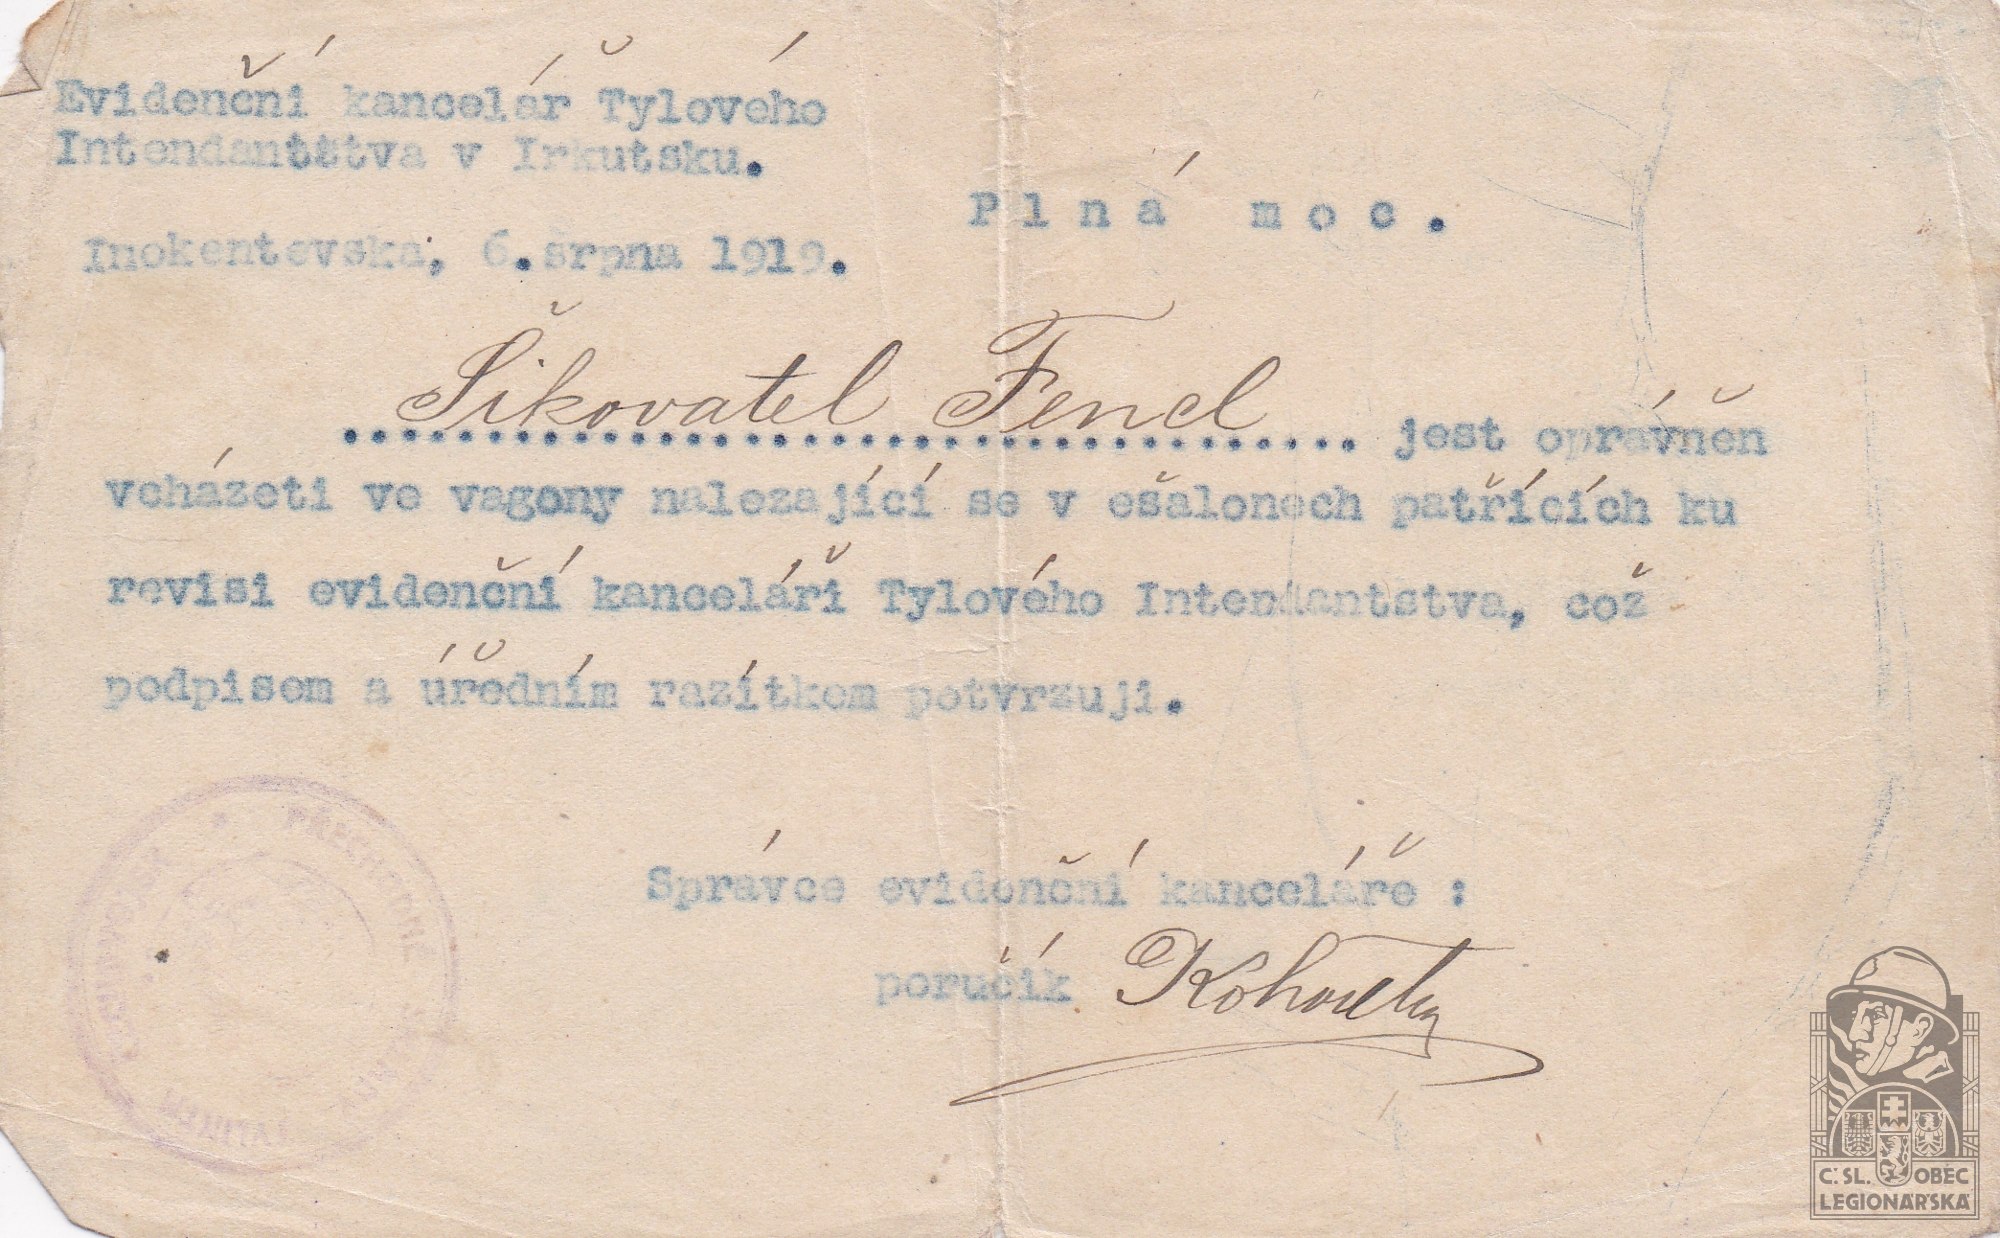 Evidenční kancelář Tylového
Intendantstva v Irkutsku.
Plná moc.
Inokentevska, 6. srpna 1919.
Šikovatel Fencl
.................................... jest oprávněn
vcházeti ve vagony nalezající se v ešalonech patřících ku
revisi evidenční kanceláři Tylového Intendantstva, což
podpisem a úředním razítkem potvrzuji.
Správce evidenční kanceláře :
poručík
Č.SL. OBEC
LEGIONÁŘSKÁ